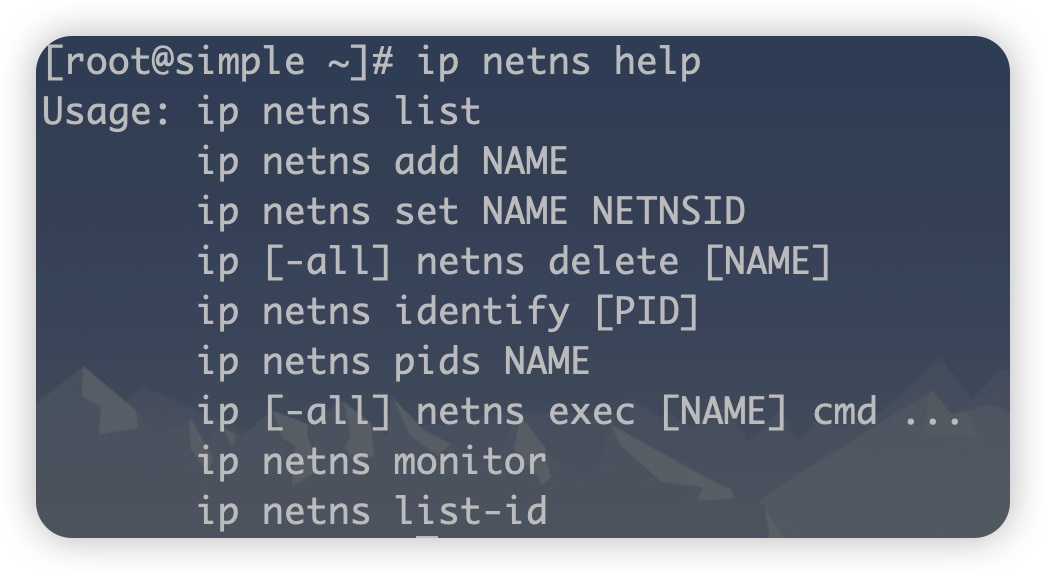 [root@simple ~]# ip netns help
Usage: ip netns list
       ip netns add NAME
       ip netns set NAME NETNSID
       ip [-all] netns delete [NAME]
       ip netns identify [PID]
       ip netns pids NAME
       ip [-all] netns exec [NAME] cmd ...
       ip netns monitor
       ip netns list-id